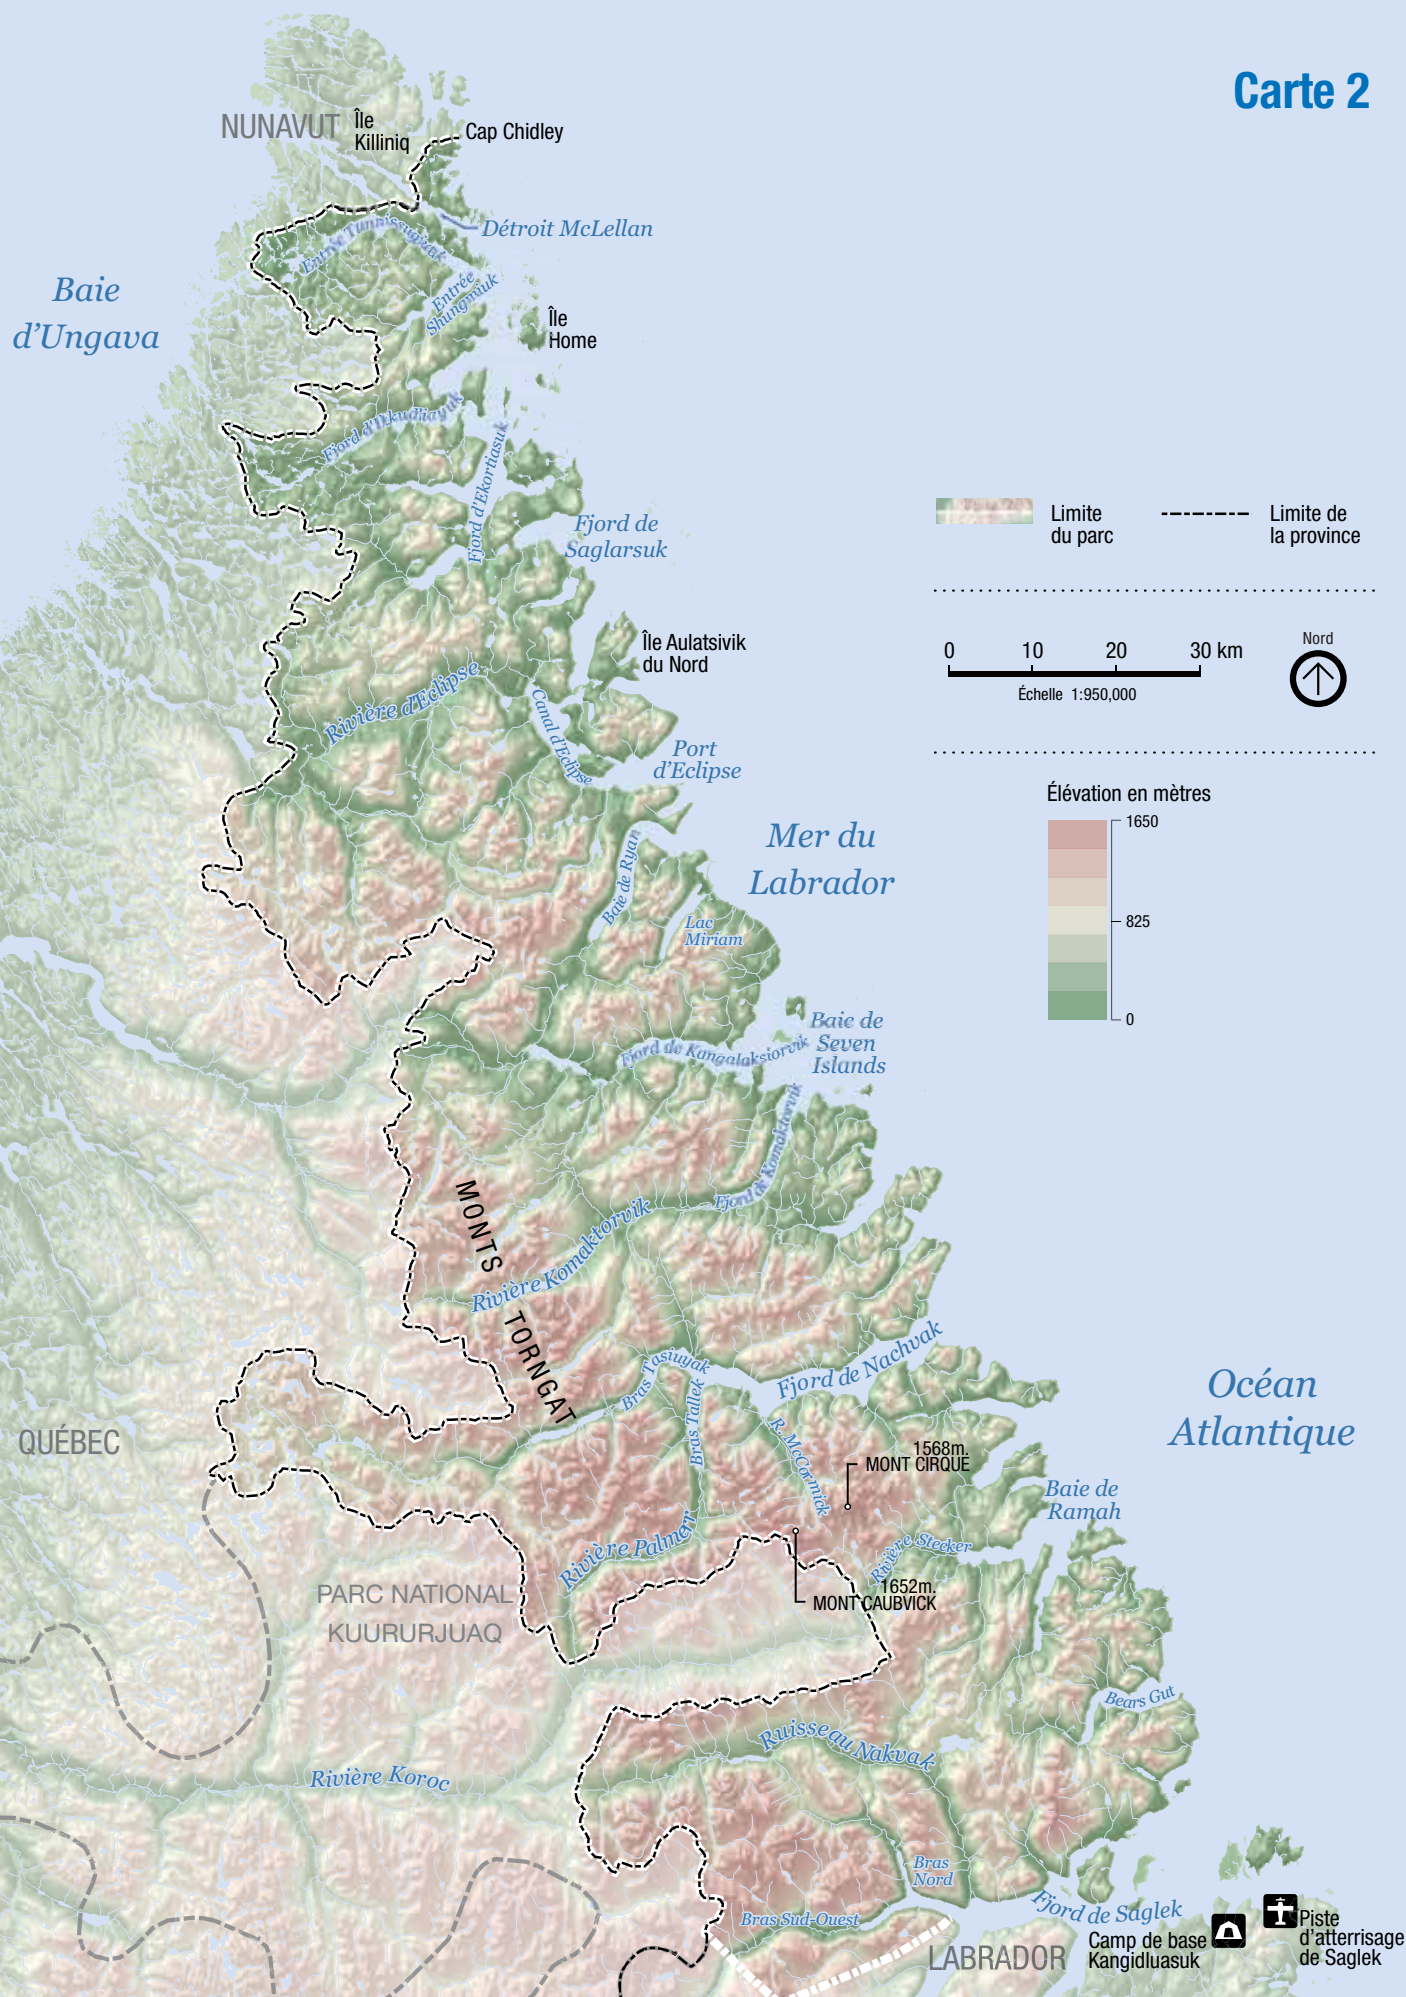 Carte 2
NUNAVUT
Île
Killiniq
Cap Chidley
Détroit McLellan
Entrée Tunnissugjuak
Entrée
Shungmiuk
Baie
d'Ungava
Île
Home
Fjord d'Ikudliayuk
Fjord d'Ekortiasuk
Fjord de
Saglarsuk
Limite
du parc
Limite de
la province
Île Aulatsivik
du Nord
0 10 20 30 km
Échelle 1:950,000
Nord
Rivière d'Eclipse
Canal d'Eclipse
Port
d'Eclipse
Élévation en mètres
1650
825
0
Mer du
Labrador
Baie de Ryan
Lac
Miriam
Baie de
Seven
Islands
Fjord de Kangalaksiorvik
Fjord de Komaktorvik
MONTS
TORNGAT
Rivière Komaktorvik
Bras Tasiuyak
Bras Tallek
Fjord de Nachvak
Océan
Atlantique
QUÉBEC
R. McCormick
1568m.
MONT CIRQUE
Baie de
Ramah
Rivière Palmer
Rivière Stecker
1652m.
MONT CAUBVICK
PARC NATIONAL
KUURURJUAQ
Bears Gut
Ruisseau Nakvak
Rivière Koroc
Bras
Nord
Bras Sud-Ouest
Fjord de Saglek
LABRADOR
Camp de base
Kangidluasuk
Piste
d'atterrisage
de Saglek